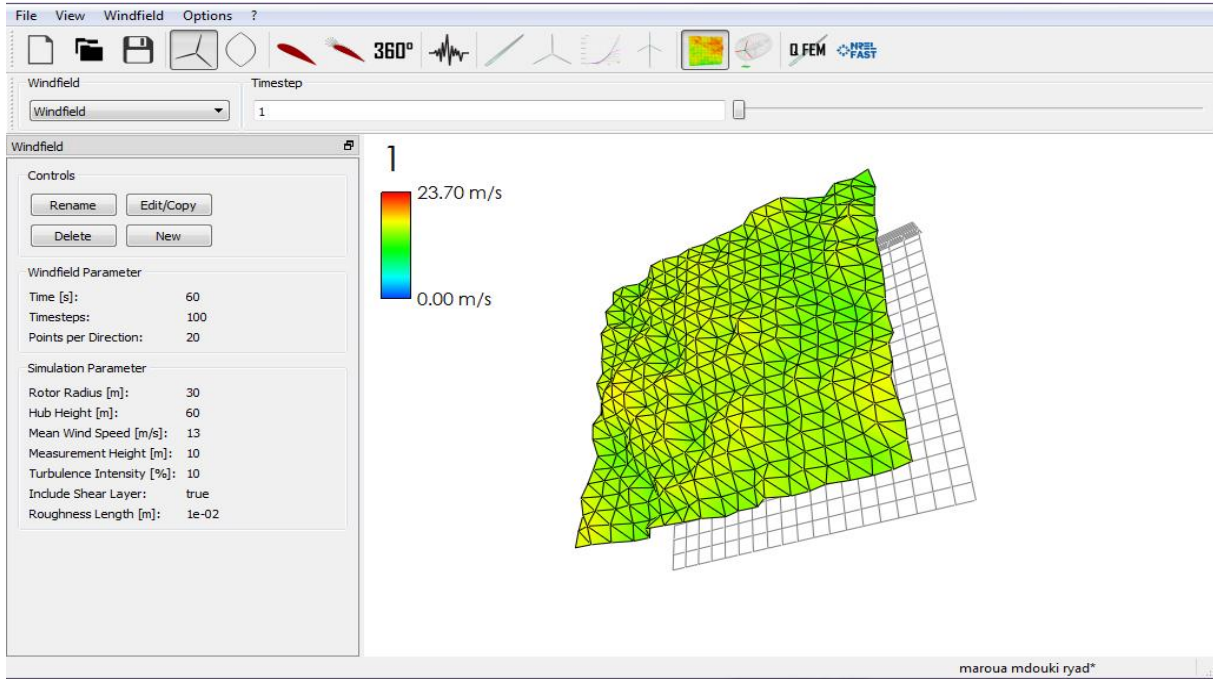 File View Windfield Options ?
360° Q FEM NREL FAST
Windfield Timestep
Windfield 1
Windfield
Controls
Rename Edit/Copy
Delete New
Windfield Parameter
Time [s]: 60
Timesteps: 100
Points per Direction: 20
Simulation Parameter
Rotor Radius [m]: 30
Hub Height [m]: 60
Mean Wind Speed [m/s]: 13
Measurement Height [m]: 10
Turbulence Intensity [%]: 10
Include Shear Layer: true
Roughness Length [m]: 1e-02
1
23.70 m/s
0.00 m/s
maroua mdouki ryad*